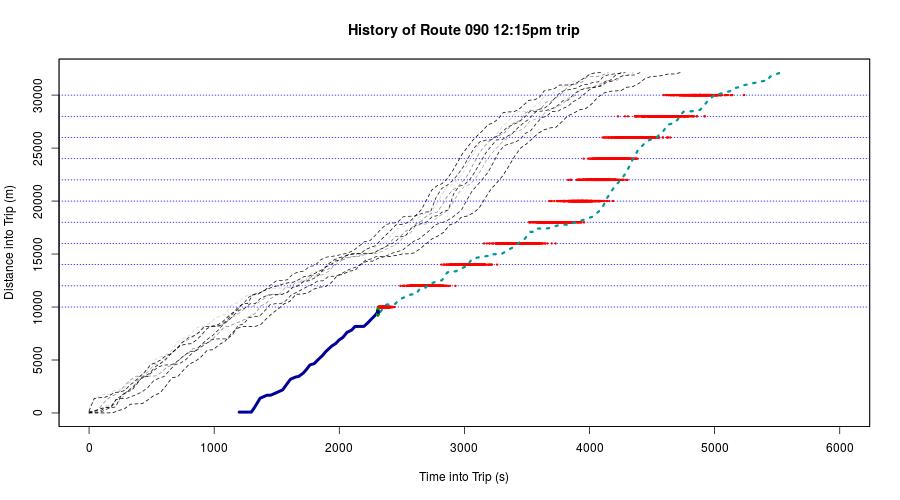 History of Route 090 12:15pm trip
Distance into Trip (m)
30000
25000
20000
15000
10000
5000
0
0 1000 2000 3000 4000 5000 6000
Time into Trip (s)